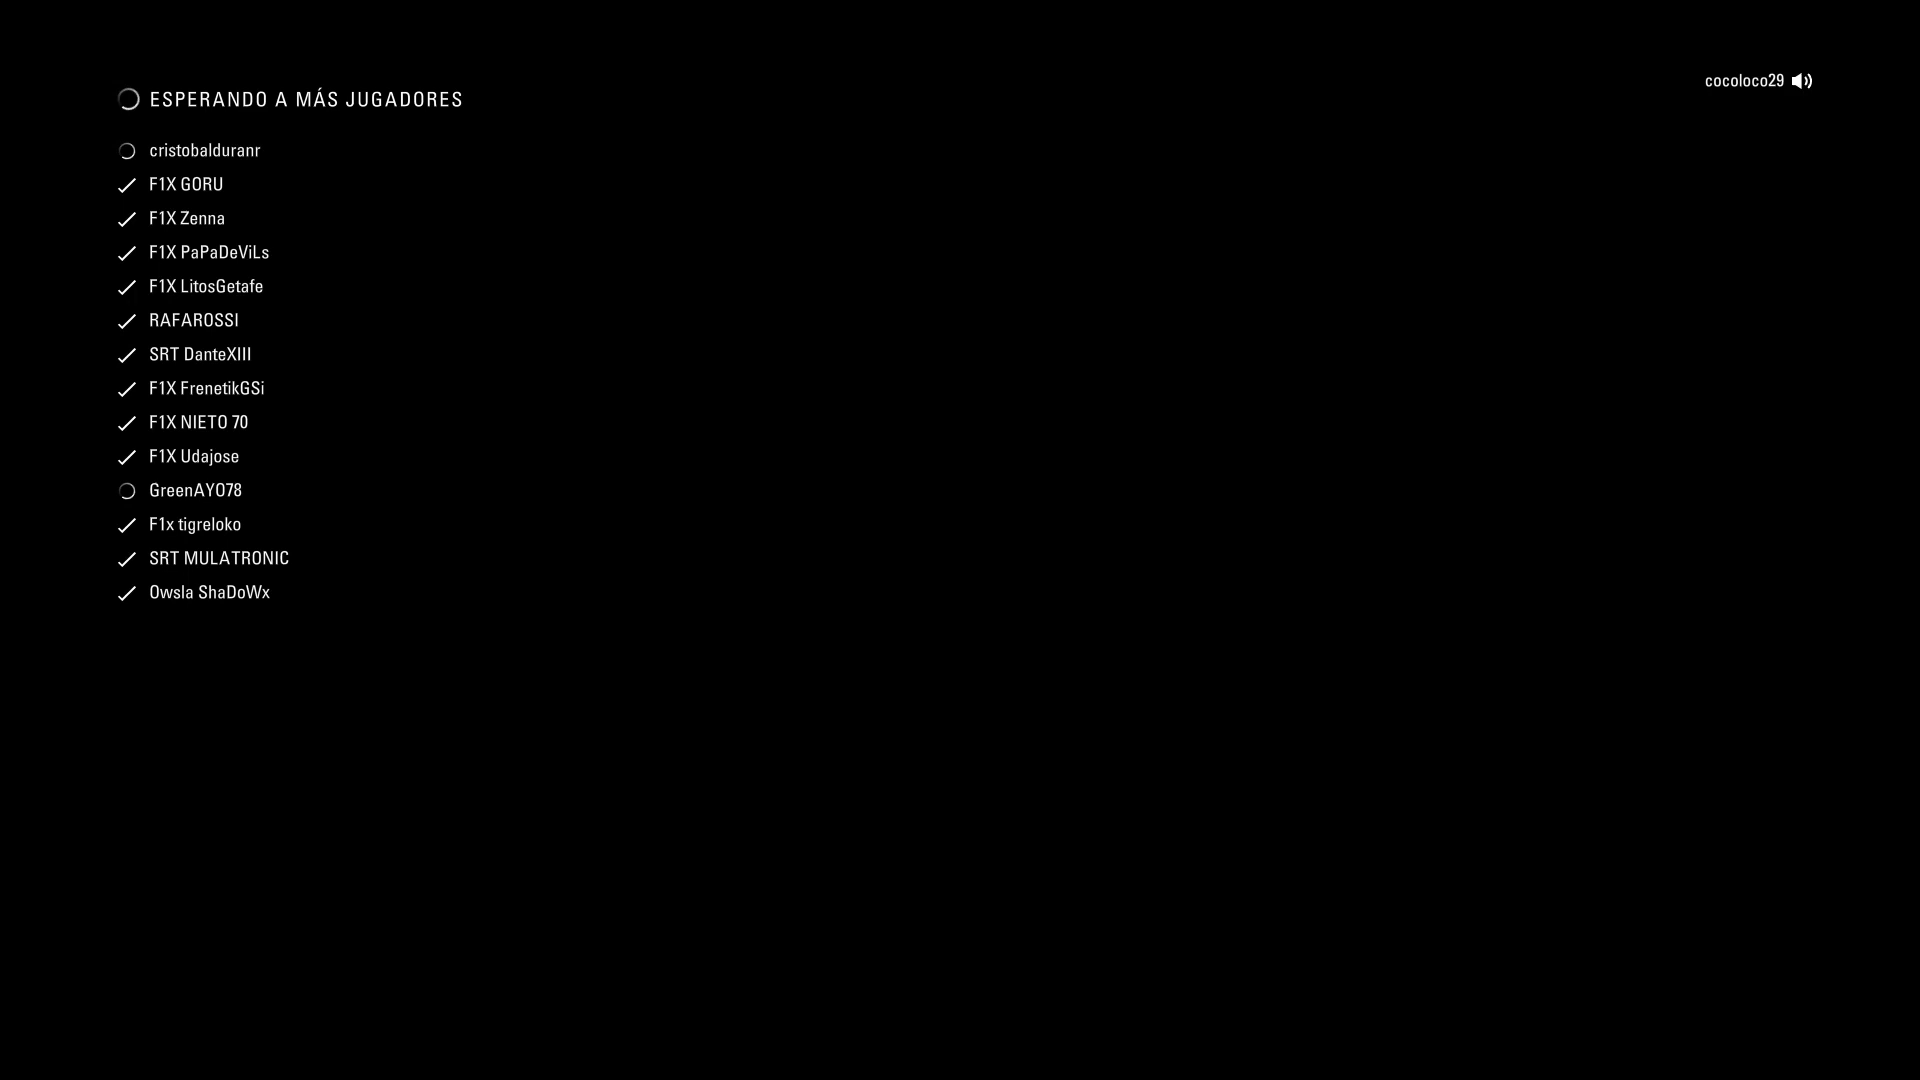 ESPERANDO A MÁS JUGADORES
cocoloco29
cristobalduranr
F1X GORU
F1X Zenna
F1X PaPaDeViLs
F1X LitosGetafe
RAFAROSSI
SRT DanteXIII
F1X FrenetikGSi
F1X NIETO 70
F1X Udajose
GreenAYO78
F1x tigreloko
SRT MULATRONIC
Owsla ShaDoWx